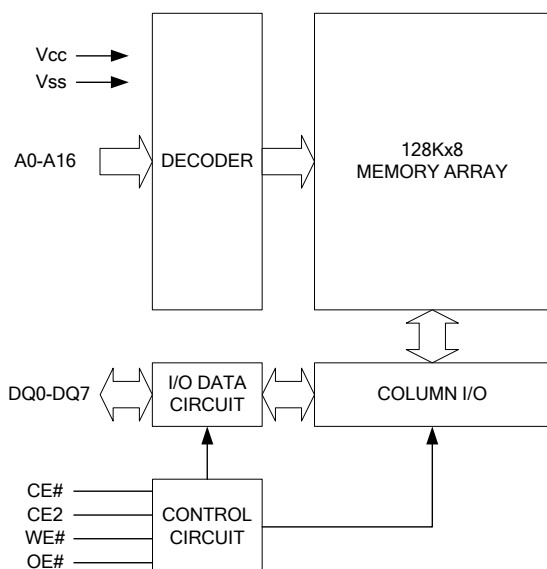 Vcc
Vss
A0-A16
DECODER
128Kx8
MEMORY ARRAY
DQ0-DQ7
I/O DATA
CIRCUIT
COLUMN I/O
CE#
CE2
WE#
OE#
CONTROL
CIRCUIT